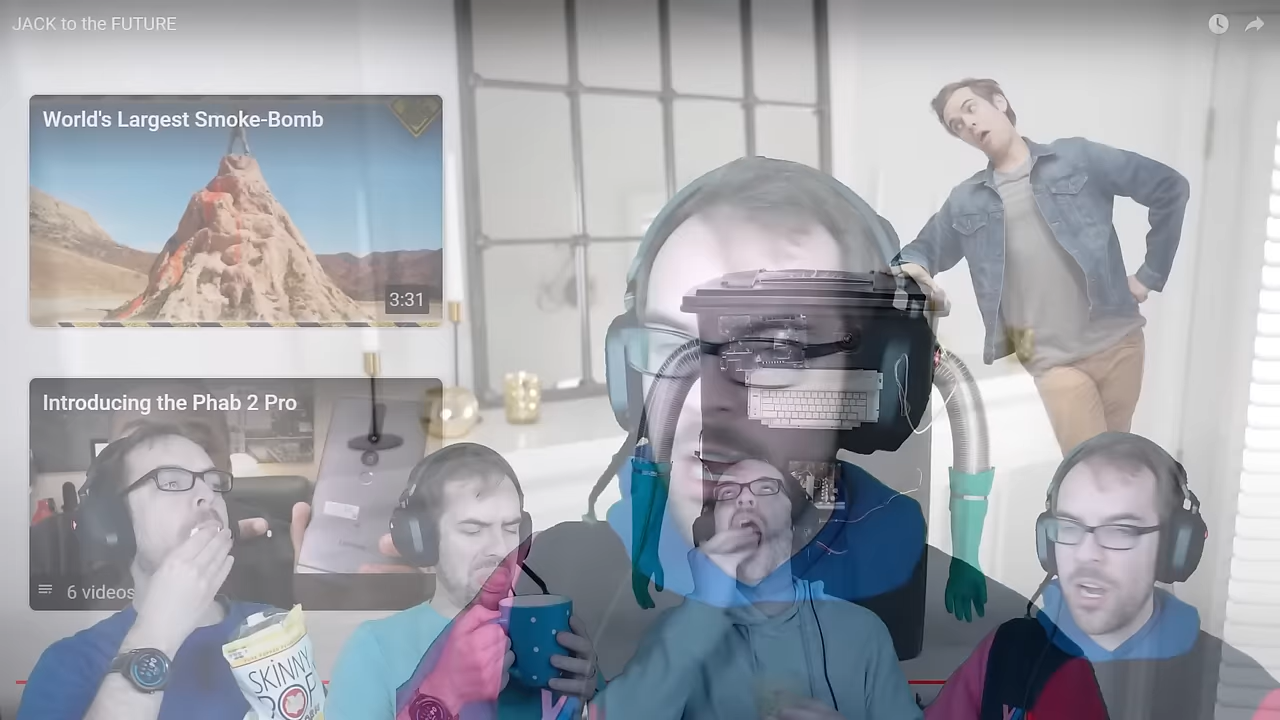 JACK to the FUTURE
World's Largest Smoke-Bomb
3:31
Introducing the Phab 2 Pro
6 videos
SKINNY